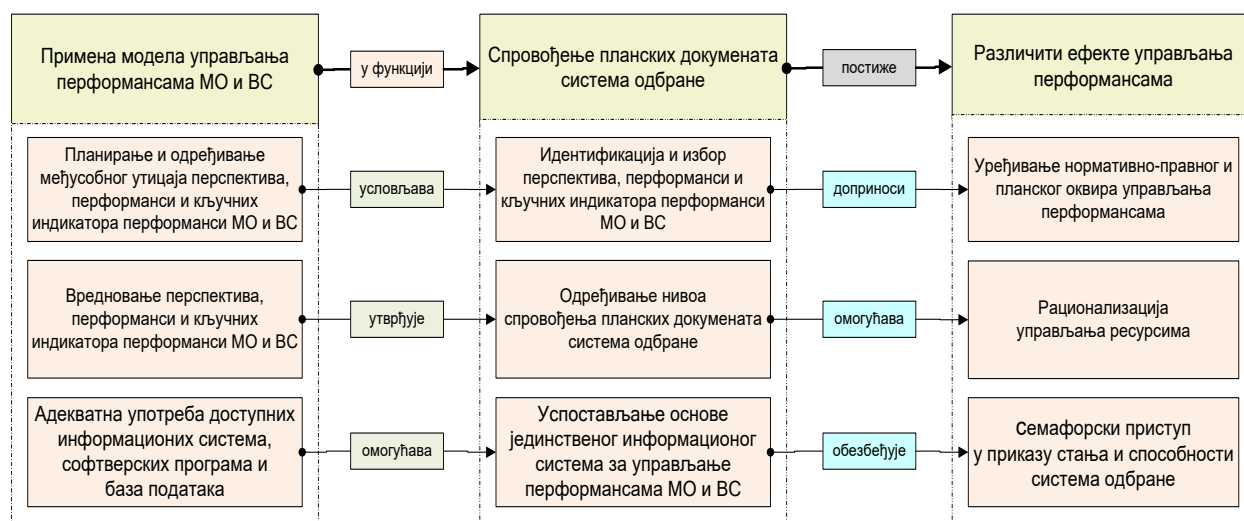 Примена модела управљања
перформансама МО и ВС
у функцији
Спровођење планских докумената
система одбране
постиже
Различити ефекте управљања
перформансама
Планирање и одређивање
међусобног утицаја перспектива,
перформанси и кључних
индикатора перформанси МО и ВС
условљава
Идентификација и избор
перспектива, перформанси и
кључних индикатора перформанси
МО и ВС
доприноси
Уређивање нормативно-правног и
планског оквира управљања
перформансама
Вредновање перспектива,
перформанси и кључних
индикатора перформанси МО и ВС
утврђује
Одређивање нивоа
спровођења планских докумената
система одбране
омогућава
Рационализација
управљања ресурсима
Адекватна употреба доступних
информационих система,
софтверских програма и
база података
омогућава
Успостављање основе
јединственог информационог
система за управљање
перформансама МО и ВС
обезбеђује
Семафорски приступ
у приказу стања и способности
система одбране